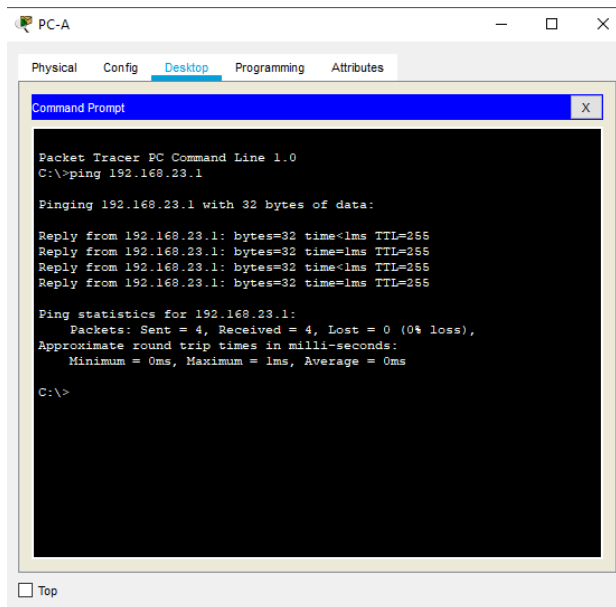 PC-A
Physical Config Desktop Programming Attributes
Command Prompt X
Packet Tracer PC Command Line 1.0
C:\>ping 192.168.23.1
Pinging 192.168.23.1 with 32 bytes of data:
Reply from 192.168.23.1: bytes=32 time<1ms TTL=255
Reply from 192.168.23.1: bytes=32 time=1ms TTL=255
Reply from 192.168.23.1: bytes=32 time<1ms TTL=255
Reply from 192.168.23.1: bytes=32 time=1ms TTL=255
Ping statistics for 192.168.23.1:
Packets: Sent = 4, Received = 4, Lost = 0 (0% loss),
Approximate round trip times in milli-seconds:
Minimum = 0ms, Maximum = 1ms, Average = 0ms
C:\>
Top